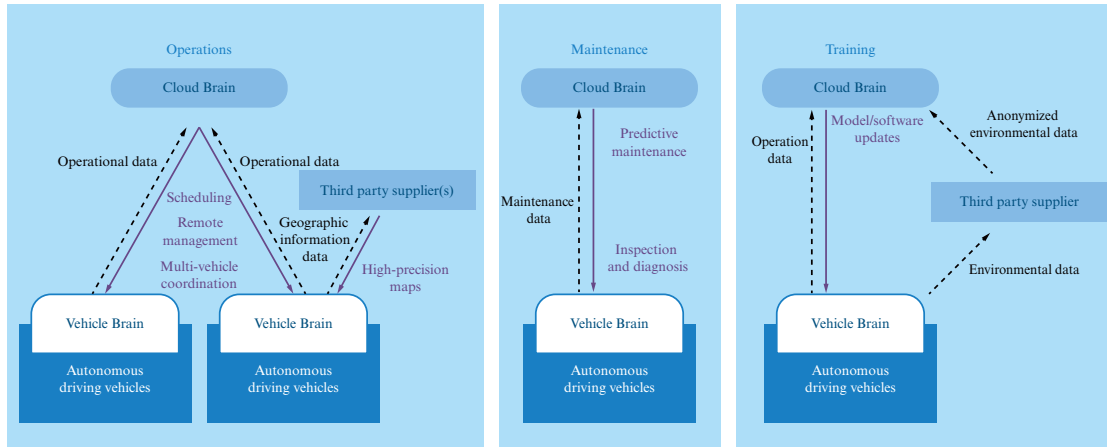 Operations
Cloud Brain
Operational data
Operational data
Scheduling
Remote
management
Multi-vehicle
coordination
Third party supplier(s)
Geographic
information
data
High-precision
maps
Vehicle Brain
Vehicle Brain
Autonomous
driving vehicles
Autonomous
driving vehicles
Maintenance
Cloud Brain
Predictive
maintenance
Maintenance
data
Inspection
and diagnosis
Vehicle Brain
Autonomous
driving vehicles
Training
Cloud Brain
Model/software
updates
Operation
data
Anonymized
environmental data
Third party supplier
Environmental data
Vehicle Brain
Autonomous
driving vehicles